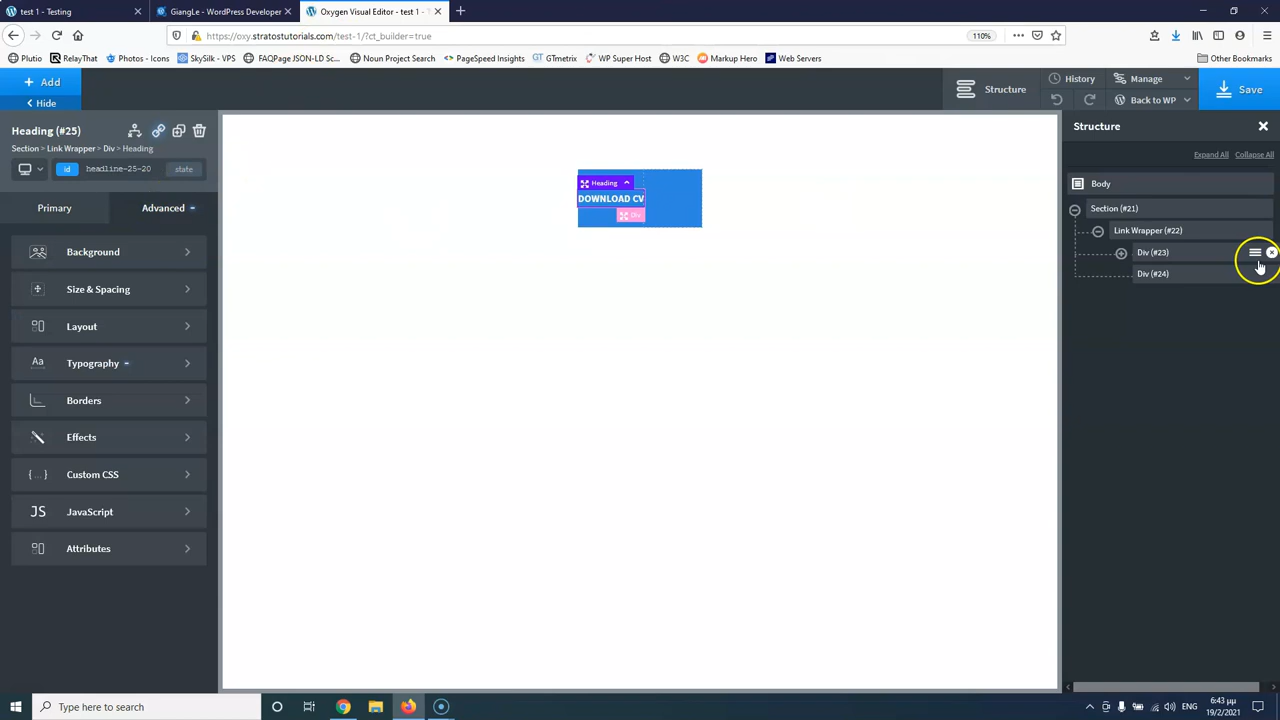 test 1 - Testing
GiangLe - WordPress Developer
Oxygen Visual Editor - test 1 -
https://oxy.stratostutorials.com/test-1/?ct_builder=true
110%
Plutio
RelayThat
Photos - Icons
SkySilk - VPS
FAQPage JSON-LD Sc...
Noun Project Search
PageSpeed Insights
GTmetrix
WP Super Host
W3C
Markup Hero
Web Servers
Other Bookmarks
Add
Hide
Structure
History
Manage
Back to WP
Save
Heading (#25)
Section > Link Wrapper > Div > Heading
id
headline-25-20
state
Primary
Advanced
Background
Size & Spacing
Layout
Aa
Typography
Borders
Effects
Custom CSS
JS
JavaScript
Attributes
Heading
DOWNLOAD CV
Div
Structure
Expand All
Collapse All
Body
Section (#21)
Link Wrapper (#22)
Div (#23)
Div (#24)
Type here to search
6:43 μμ
19/2/2021